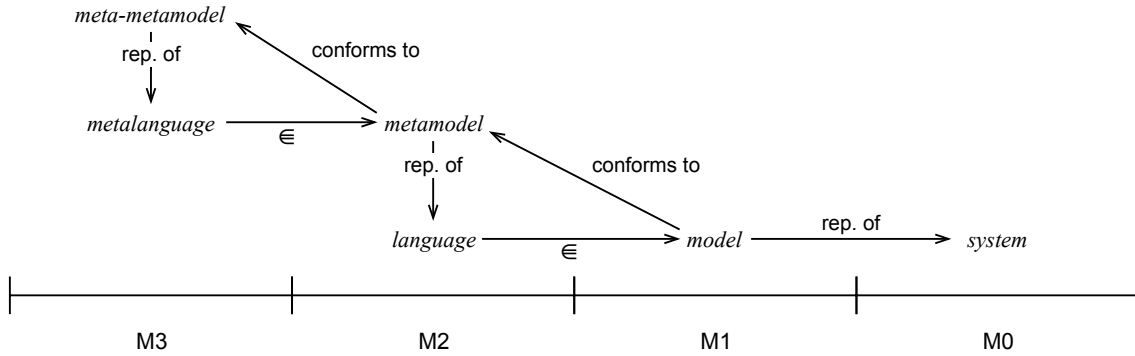 meta-metamodel
rep. of
conforms to
metalanguage
⋹
metamodel
rep. of
conforms to
language
⋹
model
rep. of
system
M3 M2 M1 M0